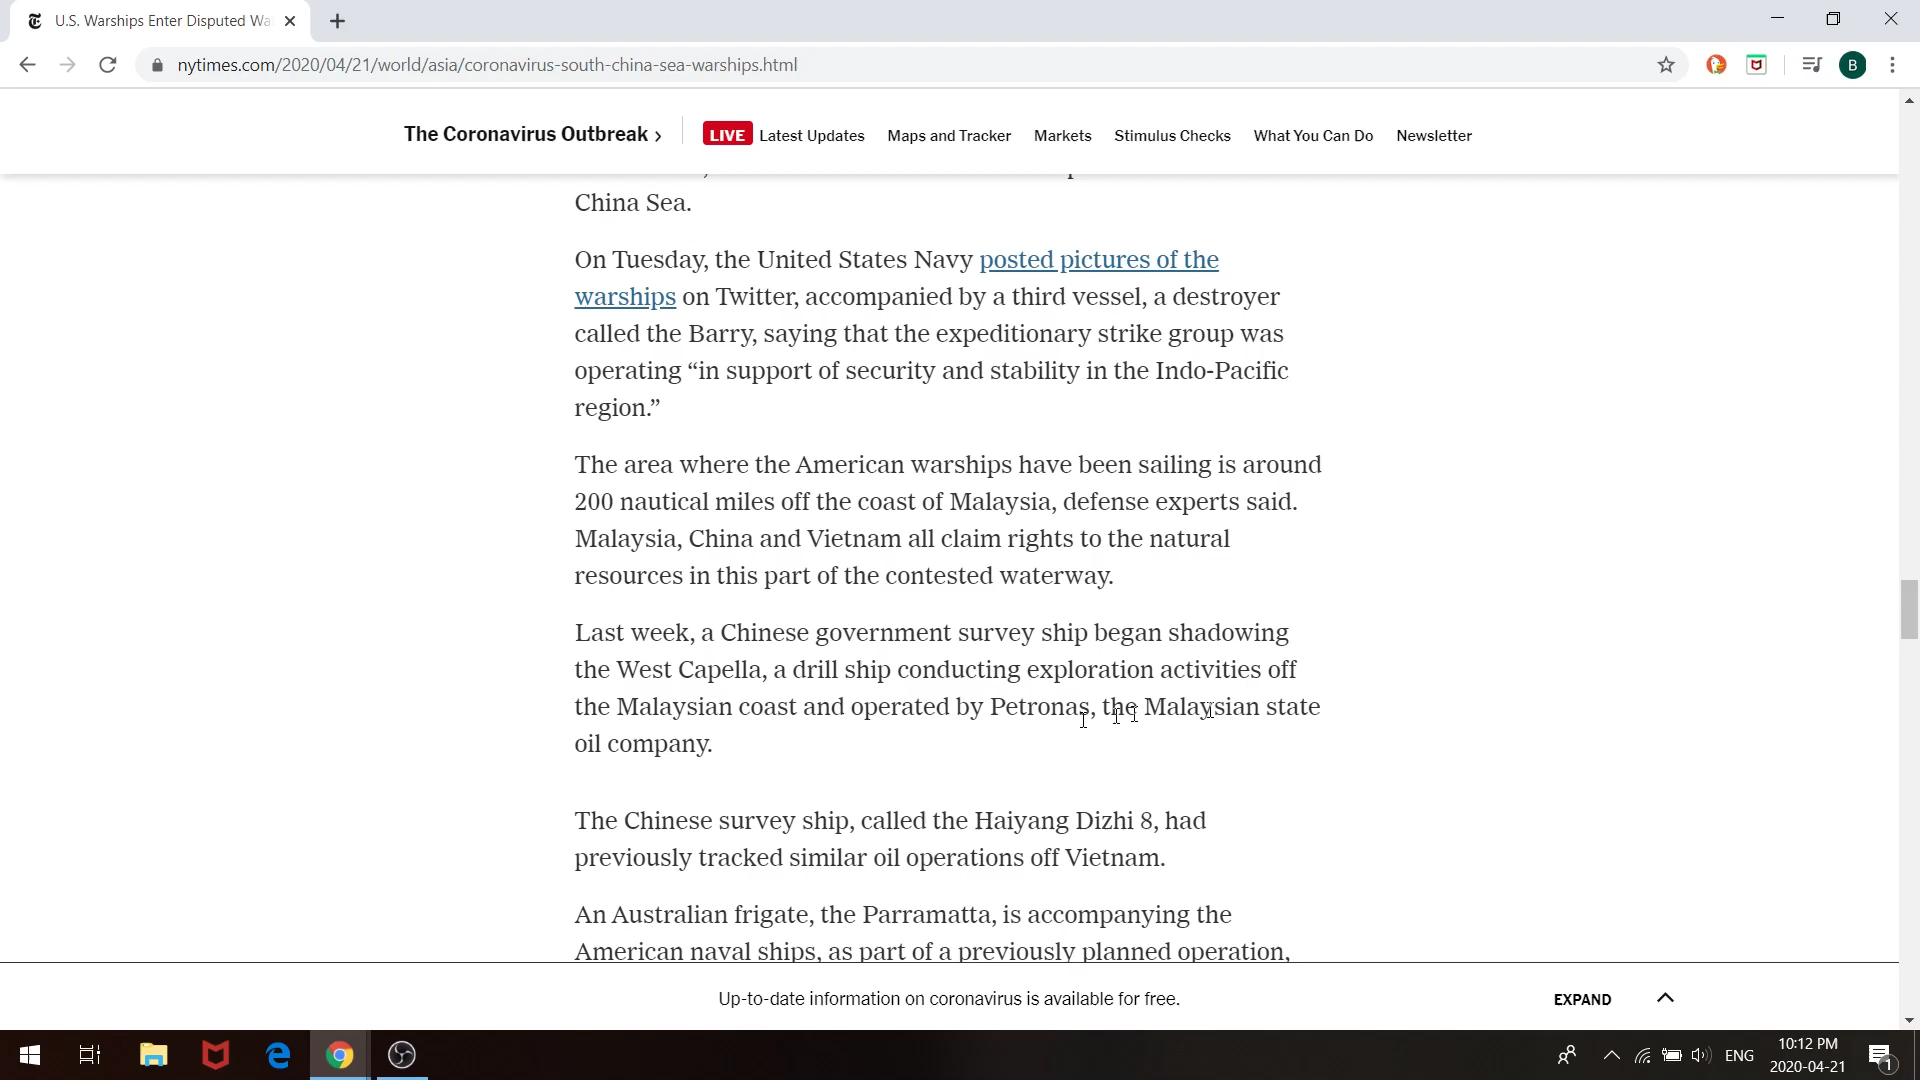 U.S. Warships Enter Disputed Wa
nytimes.com/2020/04/21/world/asia/coronavirus-south-china-sea-warships.html
B
The Coronavirus Outbreak ›
LIVE Latest Updates Maps and Tracker Markets Stimulus Checks What You Can Do Newsletter
China Sea.
On Tuesday, the United States Navy posted pictures of the
warships on Twitter, accompanied by a third vessel, a destroyer
called the Barry, saying that the expeditionary strike group was
operating “in support of security and stability in the Indo-Pacific
region.”
The area where the American warships have been sailing is around
200 nautical miles off the coast of Malaysia, defense experts said.
Malaysia, China and Vietnam all claim rights to the natural
resources in this part of the contested waterway.
Last week, a Chinese government survey ship began shadowing
the West Capella, a drill ship conducting exploration activities off
the Malaysian coast and operated by Petronas, the Malaysian state
oil company.
The Chinese survey ship, called the Haiyang Dizhi 8, had
previously tracked similar oil operations off Vietnam.
An Australian frigate, the Parramatta, is accompanying the
American naval ships, as part of a previously planned operation,
Up-to-date information on coronavirus is available for free.
EXPAND
ENG
10:12 PM
2020-04-21
1